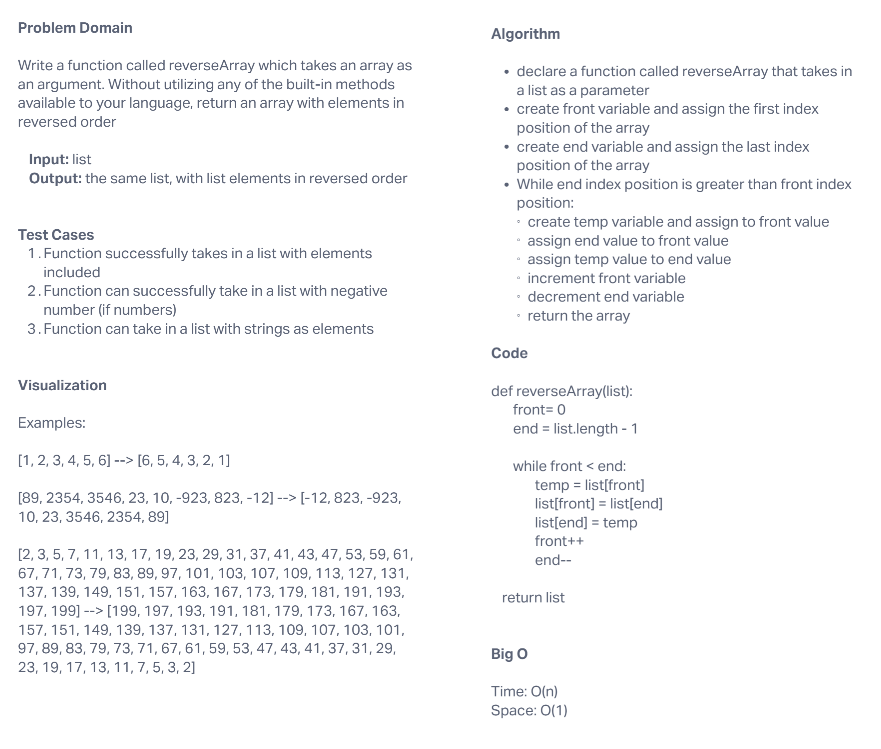 Problem Domain
Write a function called reverseArray which takes an array as
an argument. Without utilizing any of the built-in methods
available to your language, return an array with elements in
reversed order
Input: list
Output: the same list, with list elements in reversed order
Test Cases
1. Function successfully takes in a list with elements
included
2. Function can successfully take in a list with negative
number (if numbers)
3. Function can take in a list with strings as elements
Visualization
Examples:
[1, 2, 3, 4, 5, 6] --> [6, 5, 4, 3, 2, 1]
[89, 2354, 3546, 23, 10, -923, 823, -12] --> [-12, 823, -923,
10, 23, 3546, 2354, 89]
[2, 3, 5, 7, 11, 13, 17, 19, 23, 29, 31, 37, 41, 43, 47, 53, 59, 61,
67, 71, 73, 79, 83, 89, 97, 101, 103, 107, 109, 113, 127, 131,
137, 139, 149, 151, 157, 163, 167, 173, 179, 181, 191, 193,
197, 199] --> [199, 197, 193, 191, 181, 179, 173, 167, 163,
157, 151, 149, 139, 137, 131, 127, 113, 109, 107, 103, 101,
97, 89, 83, 79, 73, 71, 67, 61, 59, 53, 47, 43, 41, 37, 31, 29,
23, 19, 17, 13, 11, 7, 5, 3, 2]
Algorithm
• declare a function called reverseArray that takes in
a list as a parameter
• create front variable and assign the first index
position of the array
• create end variable and assign the last index
position of the array
• While end index position is greater than front index
position:
◦ create temp variable and assign to front value
◦ assign end value to front value
◦ assign temp value to end value
◦ increment front variable
◦ decrement end variable
◦ return the array
Code
def reverseArray(list):
front= 0
end = list.length - 1
while front < end:
temp = list[front]
list[front] = list[end]
list[end] = temp
front++
end--
return list
Big O
Time: O(n)
Space: O(1)